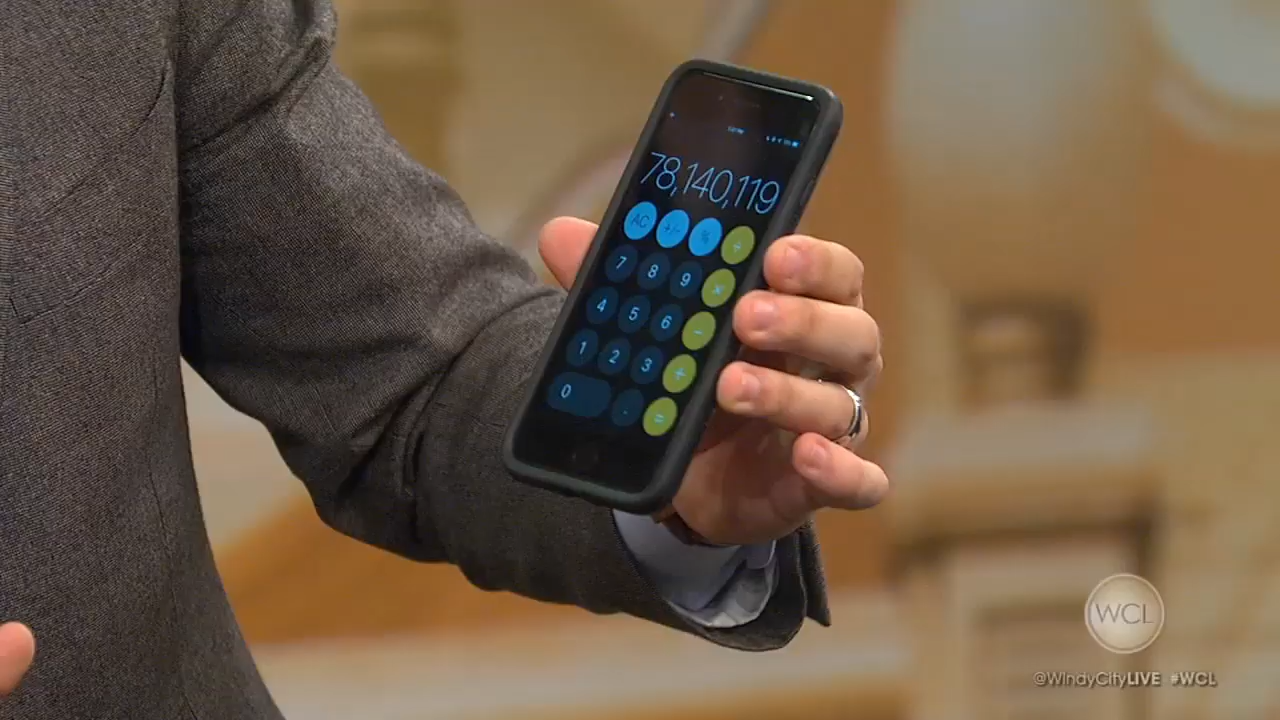 78,140,119
AC +/- % ÷
7 8 9 ×
4 5 6 −
1 2 3 +
0 . =
WCL
@WINDYCITYLIVE #WCL